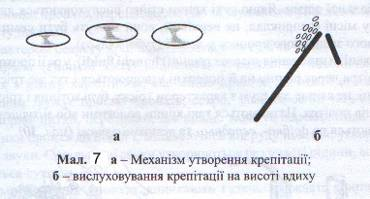 а
б
Мал. 7 а – Механізм утворення крепітації;
б – вислуховування крепітації на висоті вдиху